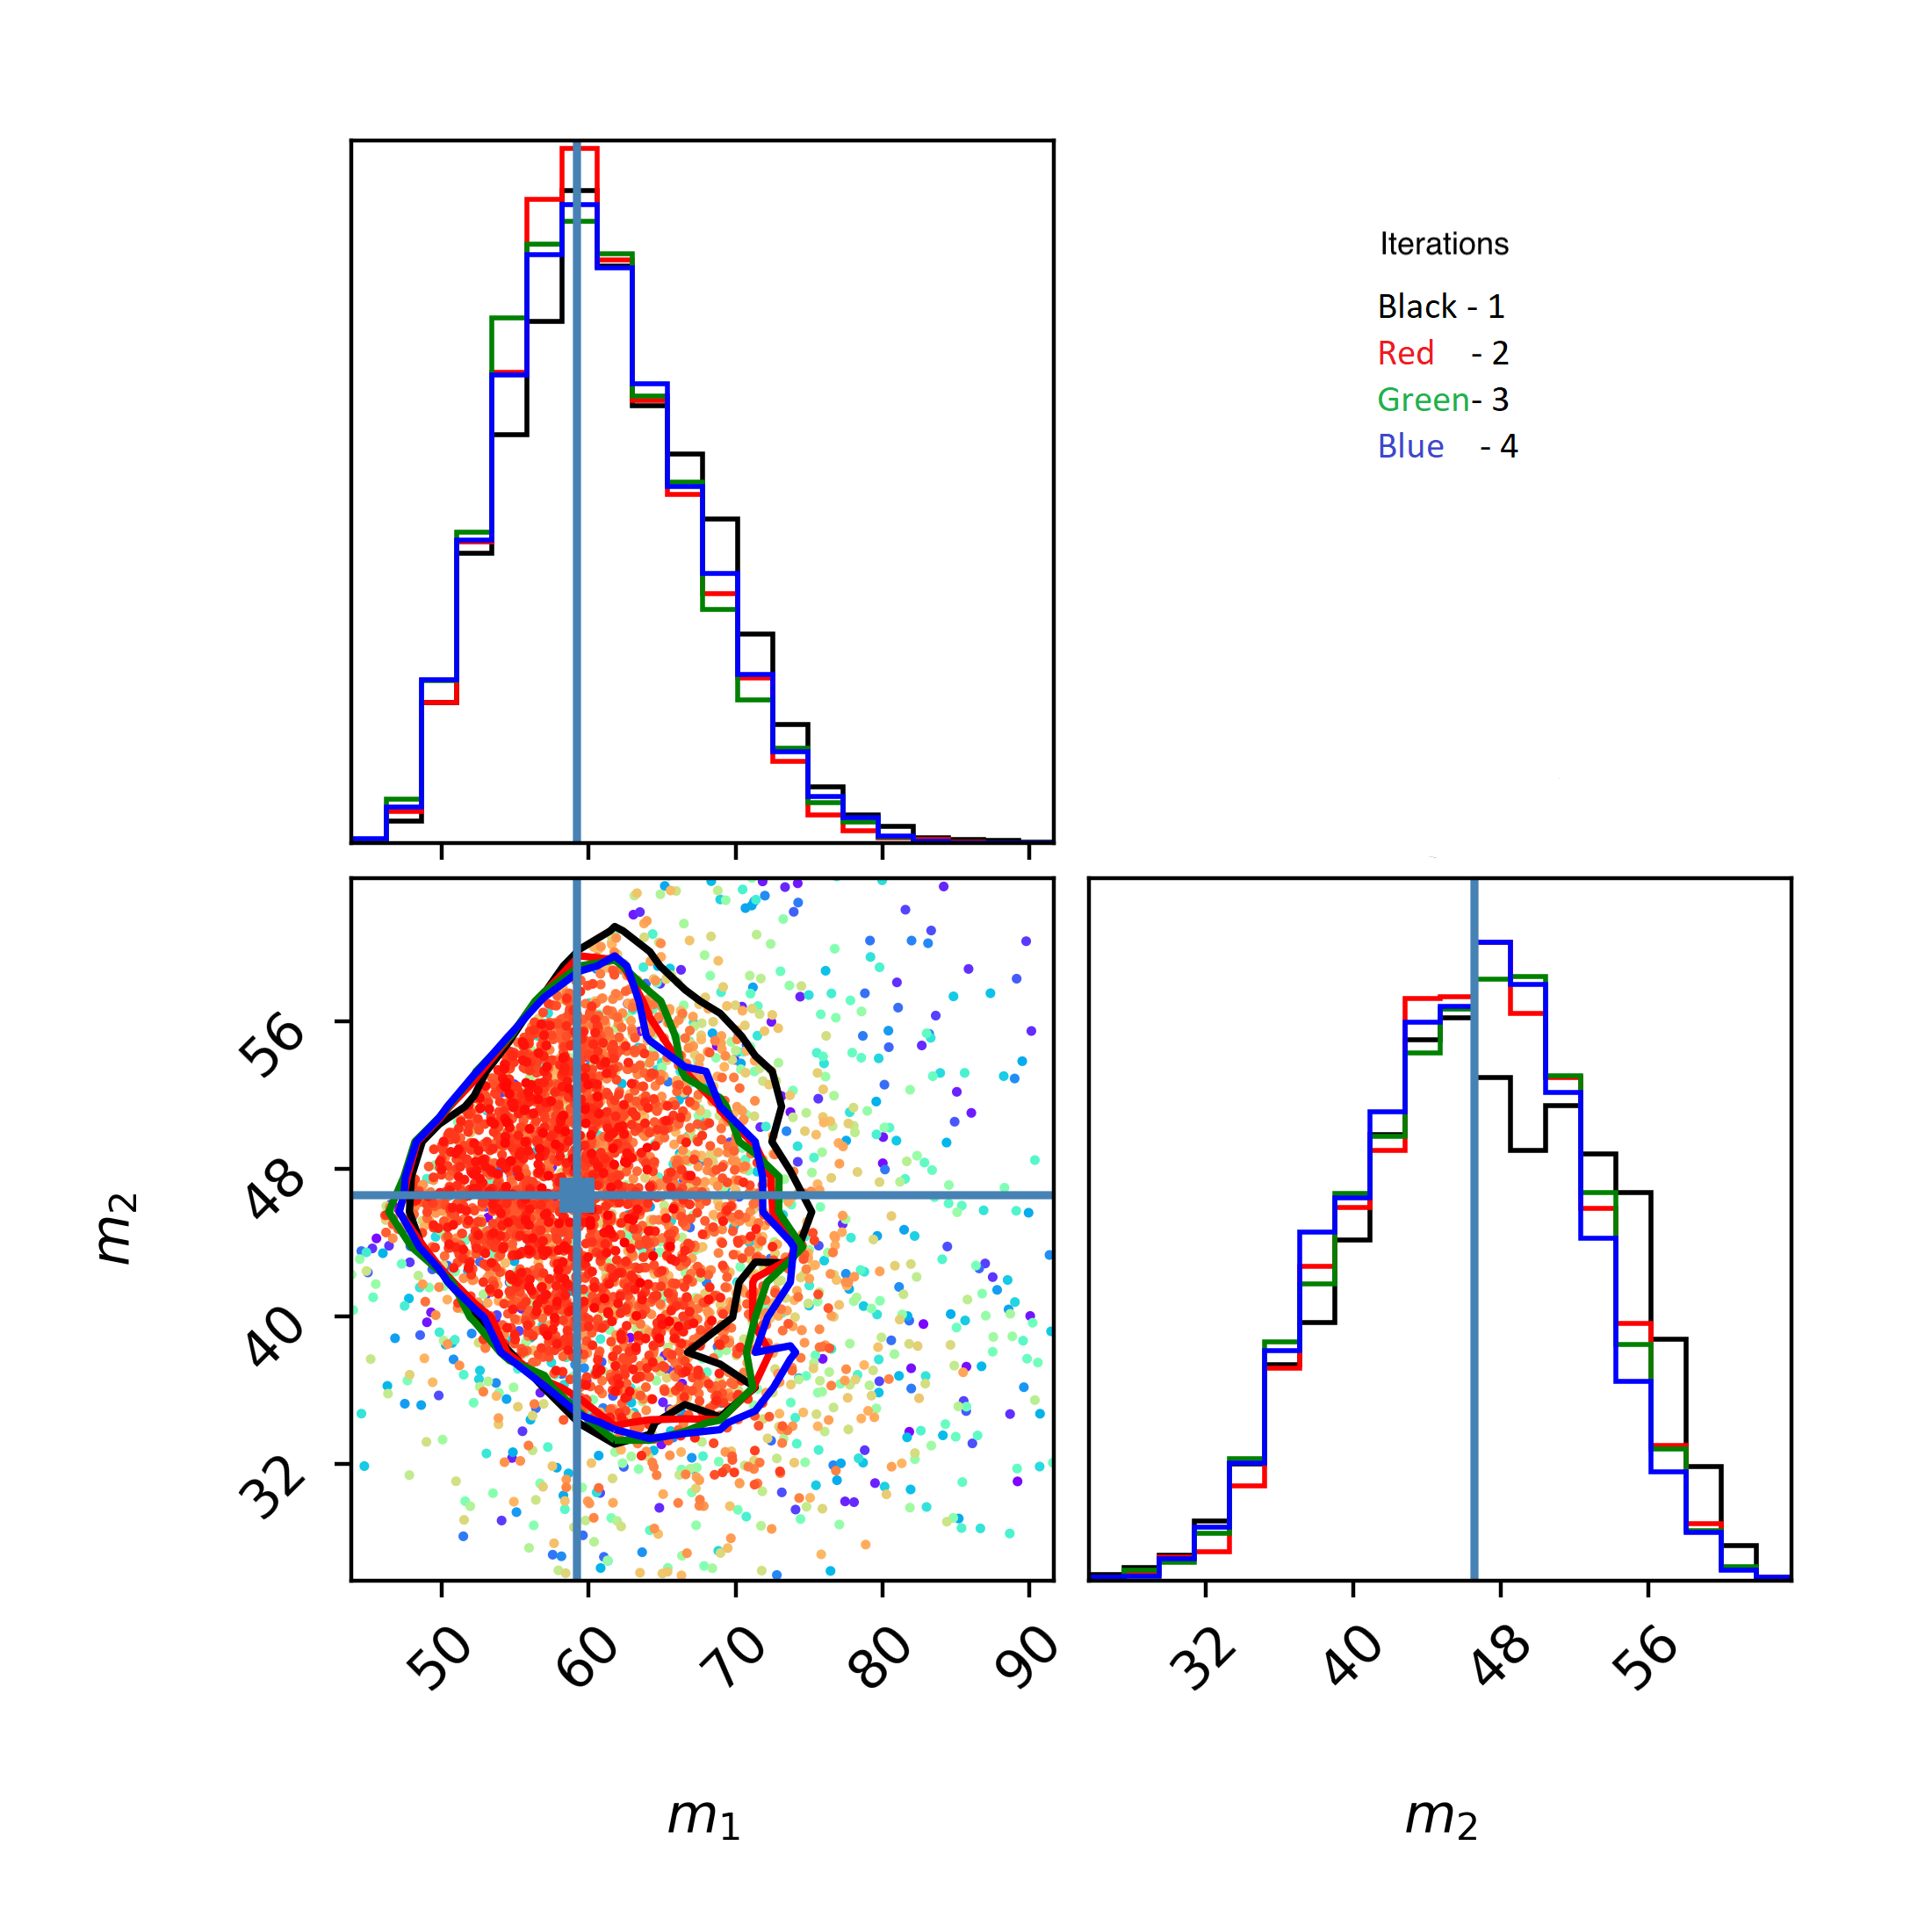 Iterations
Black - 1
Red - 2
Green- 3
Blue - 4
56
48
40
32
m₂
50 60 70 80 90
32 40 48 56
m₁
m₂